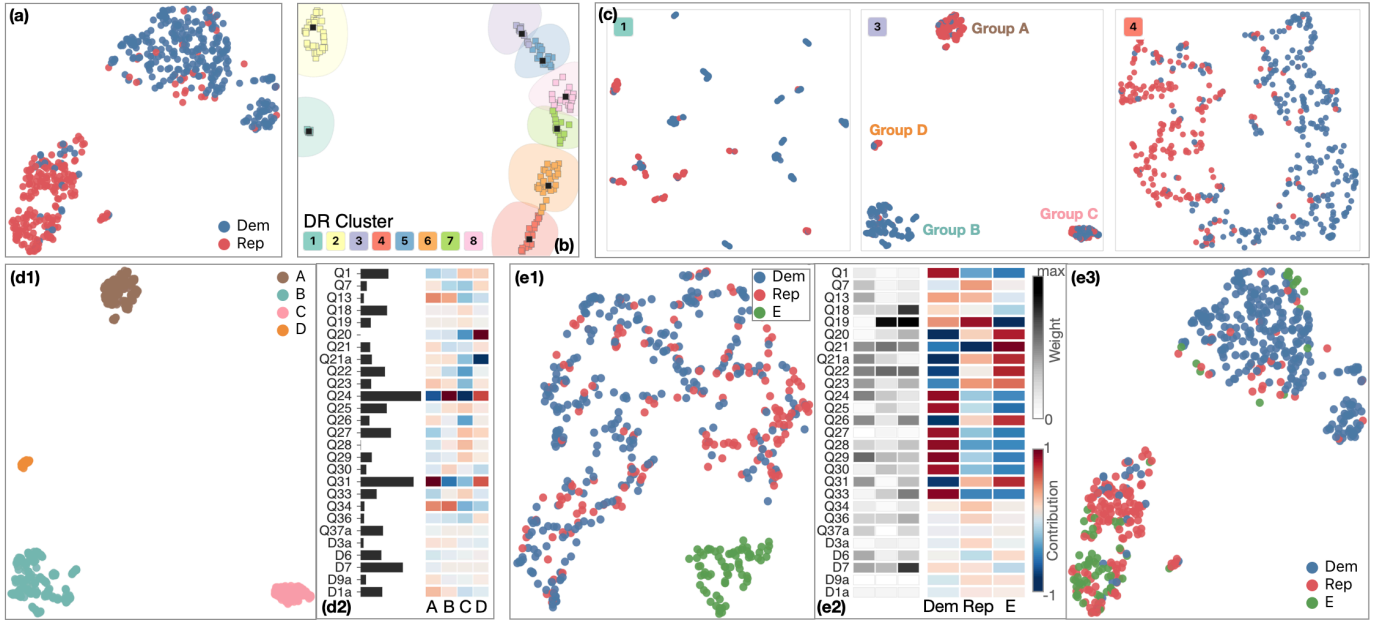 (a)
Dem
Rep
DR Cluster
1 2 3 4 5 6 7 8
(b)
(c)
1
3
Group A
Group D
Group B
Group C
4
(d1)
A
B
C
D
Q1
Q7
Q13
Q18
Q19
Q20
Q21
Q21a
Q22
Q23
Q24
Q25
Q26
Q27
Q28
Q29
Q30
Q31
Q33
Q34
Q36
Q37a
D3a
D6
D7
D9a
D1a
(d2)
A B C D
(e1)
Dem
Rep
E
Q1
Q7
Q13
Q18
Q19
Q20
Q21
Q21a
Q22
Q23
Q24
Q25
Q26
Q27
Q28
Q29
Q30
Q31
Q33
Q34
Q36
Q37a
D3a
D6
D7
D9a
D1a
(e2)
Dem Rep E
max
Weight
0
1
Contribution
-1
(e3)
Dem
Rep
E